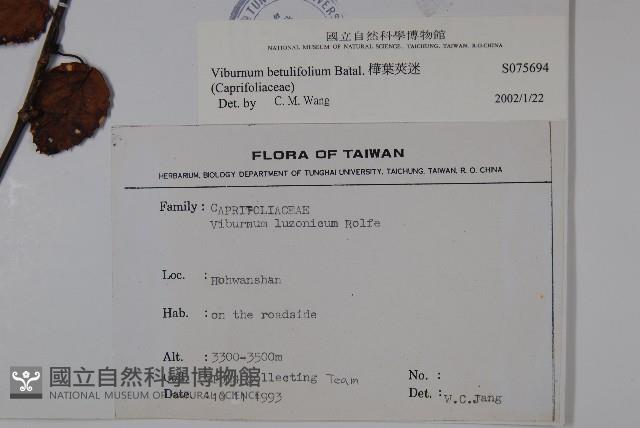 國立自然科學博物館
NATIONAL MUSEUM OF NATURAL SCIENCE, TAICHUNG, TAIWAN, R.O.CHINA
Viburnum betulifolium Batal. 樺葉莢迷 S075694
(Caprifoliaceae)
Det. by C. M. Wang 2002/1/22
FLORA OF TAIWAN
HERBARIUM, BIOLOGY DEPARTMENT OF TUNGHAI UNIVERSITY, TAICHUNG, TAIWAN, R. O. CHINA
Family : CAPRIFOLIACEAE
Viburnum luzonicum Rolfe
Loc. : Hohwanshan
Hab. : on the roadside
Alt. : 3300-3500m
Collecting Team No. :
Date. 1993 Det. : W.C.Jang
國立自然科學博物館
NATIONAL MUSEUM OF NATURAL SCIENCE